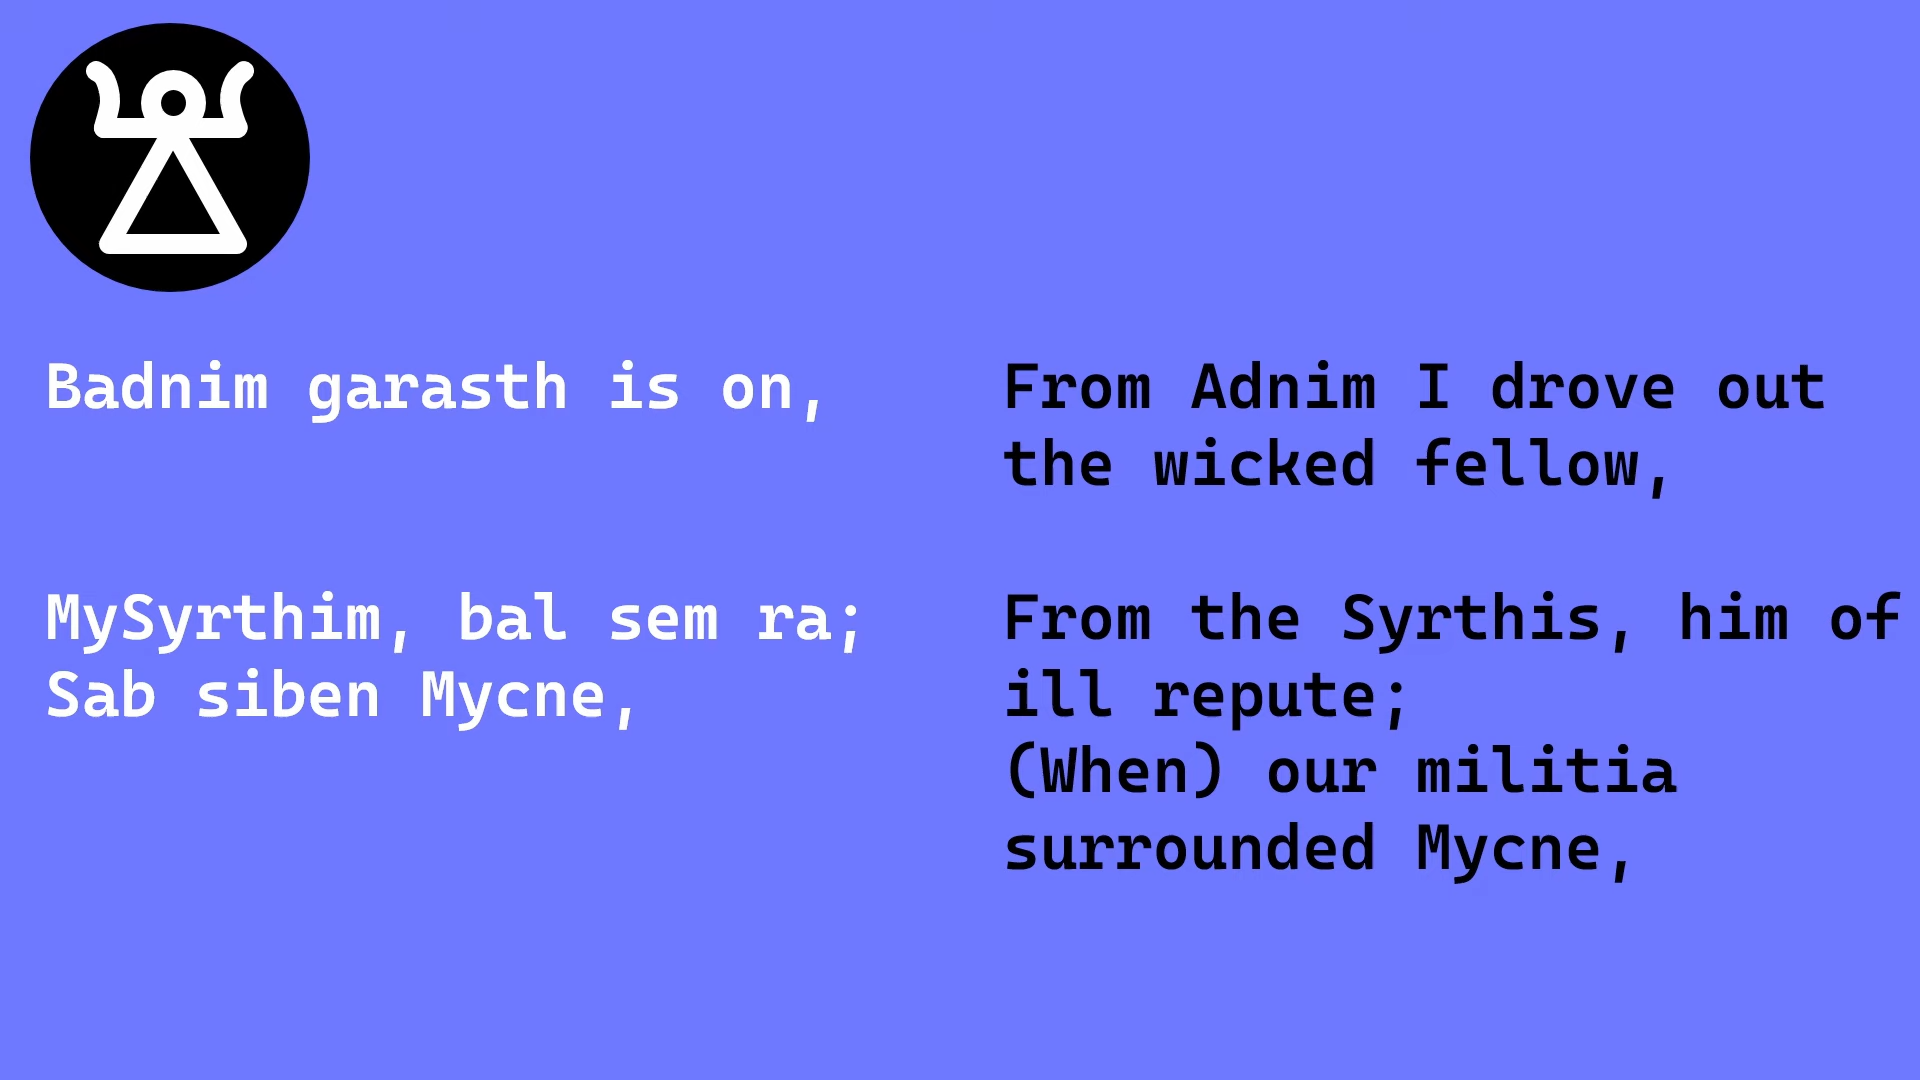 Badnim garasth is on,
MySyrthim, bal sem ra;
Sab siben Mycne,
From Adnim I drove out
the wicked fellow,
From the Syrthis, him of
ill repute;
(When) our militia
surrounded Mycne,